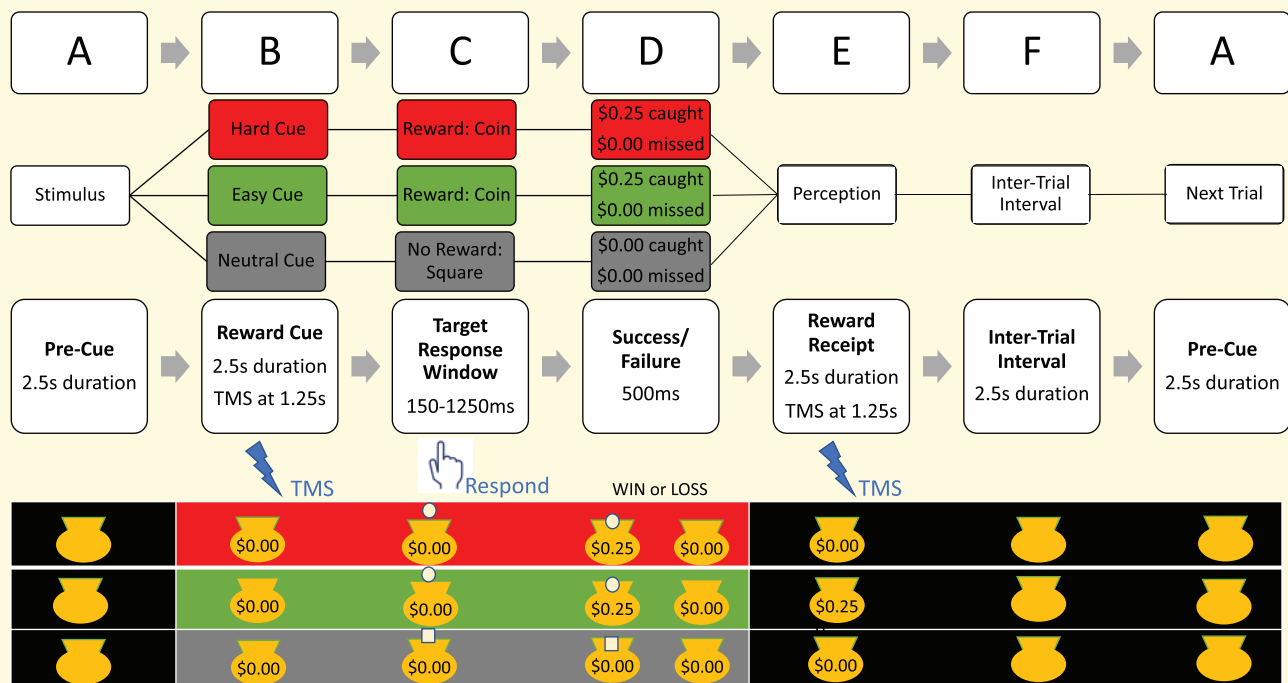 A
B
C
D
E
F
A
Hard Cue
Reward: Coin
$0.25 caught
$0.00 missed
Stimulus
Easy Cue
Reward: Coin
$0.25 caught
$0.00 missed
Perception
Inter-Trial
Interval
Next Trial
Neutral Cue
No Reward:
Square
$0.00 caught
$0.00 missed
Pre-Cue
2.5s duration
Reward Cue
2.5s duration
TMS at 1.25s
Target
Response
Window
150-1250ms
Success/
Failure
500ms
Reward
Receipt
2.5s duration
TMS at 1.25s
Inter-Trial
Interval
2.5s duration
Pre-Cue
2.5s duration
TMS
Respond
WIN or LOSS
TMS
$0.00
$0.00
$0.25
$0.00
$0.00
$0.00
$0.00
$0.25
$0.00
$0.25
$0.00
$0.00
$0.00
$0.00
$0.00